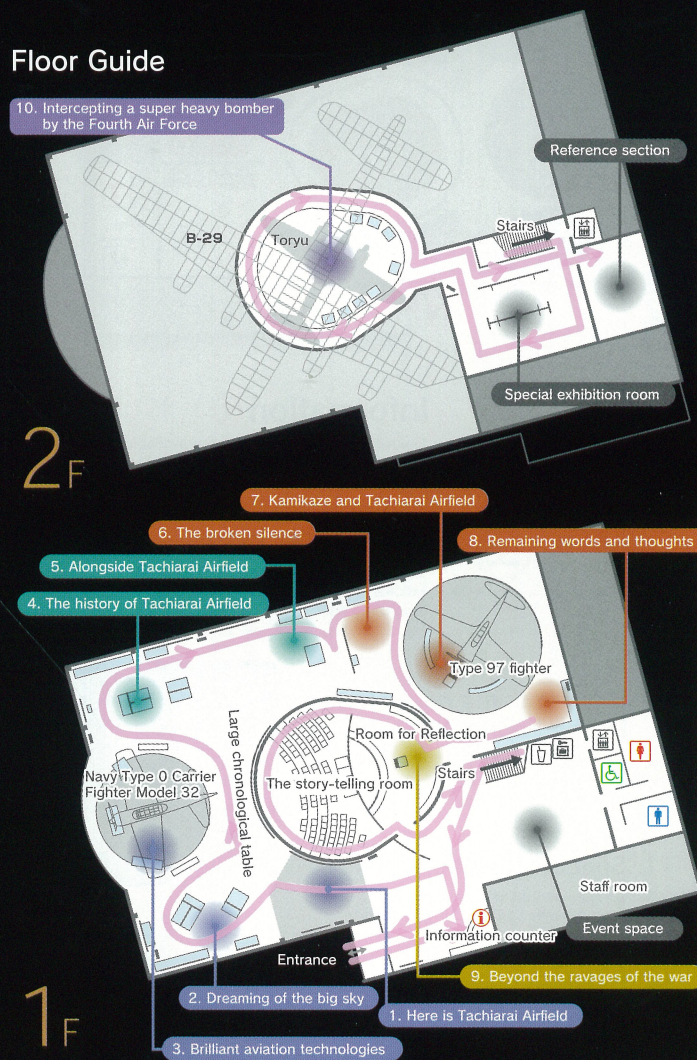 Floor Guide
10. Intercepting a super heavy bomber
by the Fourth Air Force
Reference section
Stairs
B-29
Toryu
Special exhibition room
2F
7. Kamikaze and Tachiarai Airfield
6. The broken silence
8. Remaining words and thoughts
5. Alongside Tachiarai Airfield
4. The history of Tachiarai Airfield
Type 97 fighter
Large chronological table
Room for Reflection
Stairs
Navy Type 0 Carrier
Fighter Model 32
The story-telling room
Staff room
i
Information counter
Event space
Entrance
9. Beyond the ravages of the war
2. Dreaming of the big sky
1. Here is Tachiarai Airfield
1F
3. Brilliant aviation technologies